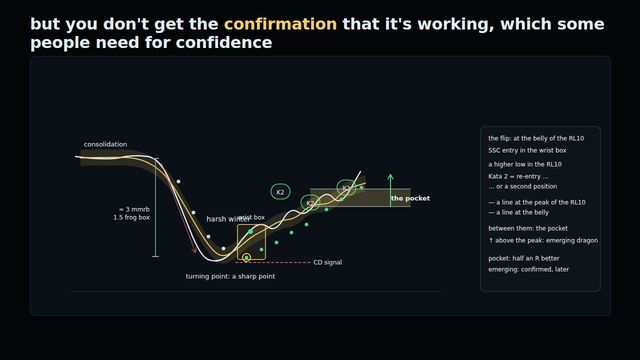 but you don't get the confirmation that it's working, which some
people need for confidence
consolidation
≈ 3 mmrb
1.5 frog box
harsh winter
wrist box
K2
K2
K2
the pocket
CD signal
turning point: a sharp point
the flip: at the belly of the RL10
SSC entry in the wrist box
a higher low in the RL10
Kata 2 = re-entry ...
... or a second position
— a line at the peak of the RL10
— a line at the belly
between them: the pocket
↑ above the peak: emerging dragon
pocket: half an R better
emerging: confirmed, later